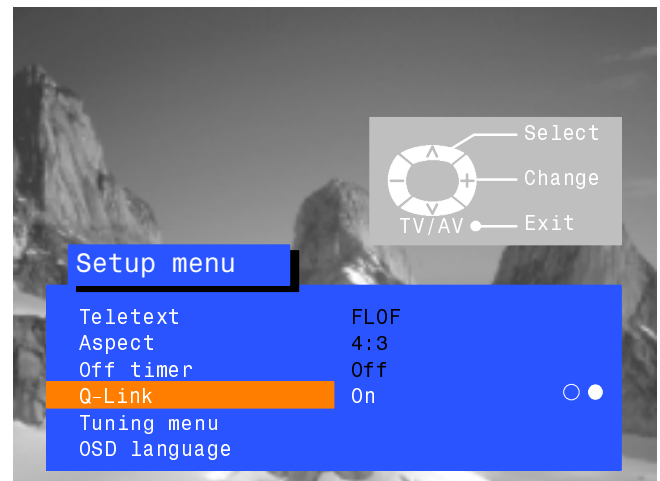 Select
Change
TV/AV Exit
Setup menu
Teletext FLOF
Aspect 4:3
Off timer Off
Q-Link On
Tuning menu
OSD language